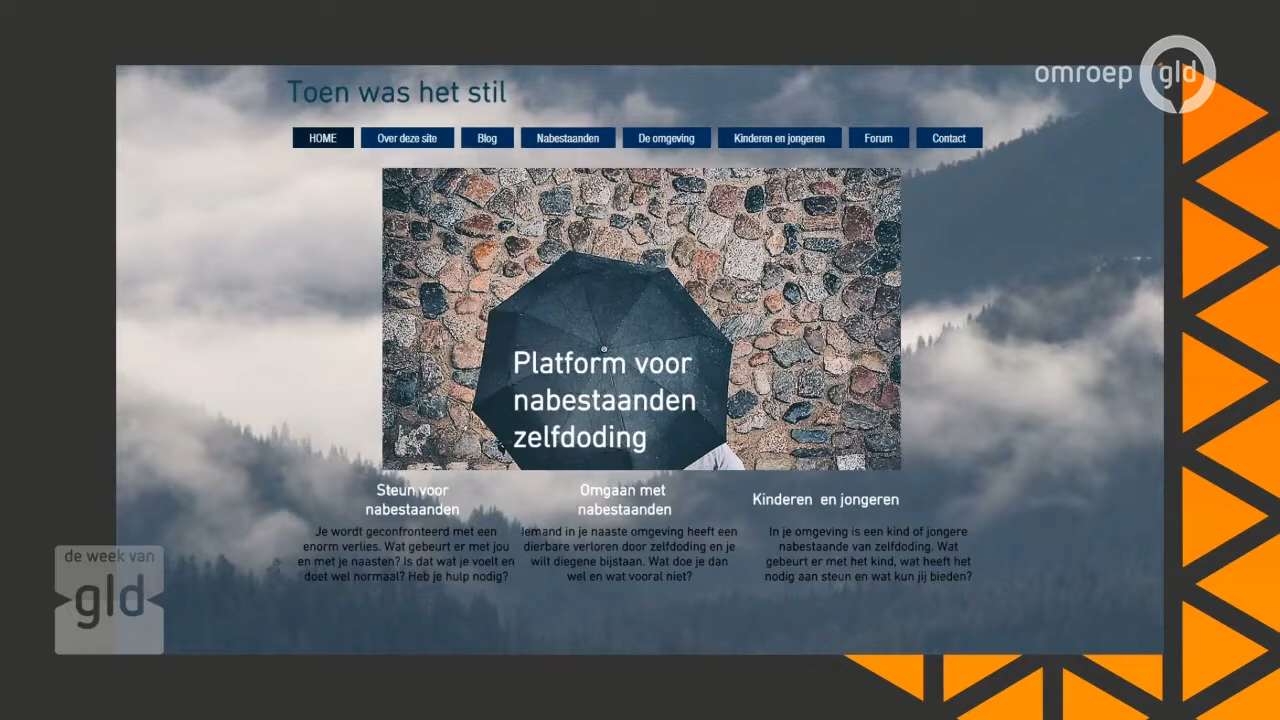 omroep gld
Toen was het stil
HOME Over deze site Blog Nabestaanden De omgeving Kinderen en jongeren Forum Contact
Platform voor
nabestaanden
zelfdoding
Steun voor
nabestaanden
Je wordt geconfronteerd met een
enorm verlies. Wat gebeurt er met jou
en met je naasten? Is dat wat je voelt en
doet wel normaal? Heb je hulp nodig?
Omgaan met
nabestaanden
Iemand in je naaste omgeving heeft een
dierbare verloren door zelfdoding en je
wilt diegene bijstaan. Wat doe je dan
wel en wat vooral niet?
Kinderen en jongeren
In je omgeving is een kind of jongere
nabestaande van zelfdoding. Wat
gebeurt er met het kind, wat heeft het
nodig aan steun en wat kun jij bieden?
de week van
gld